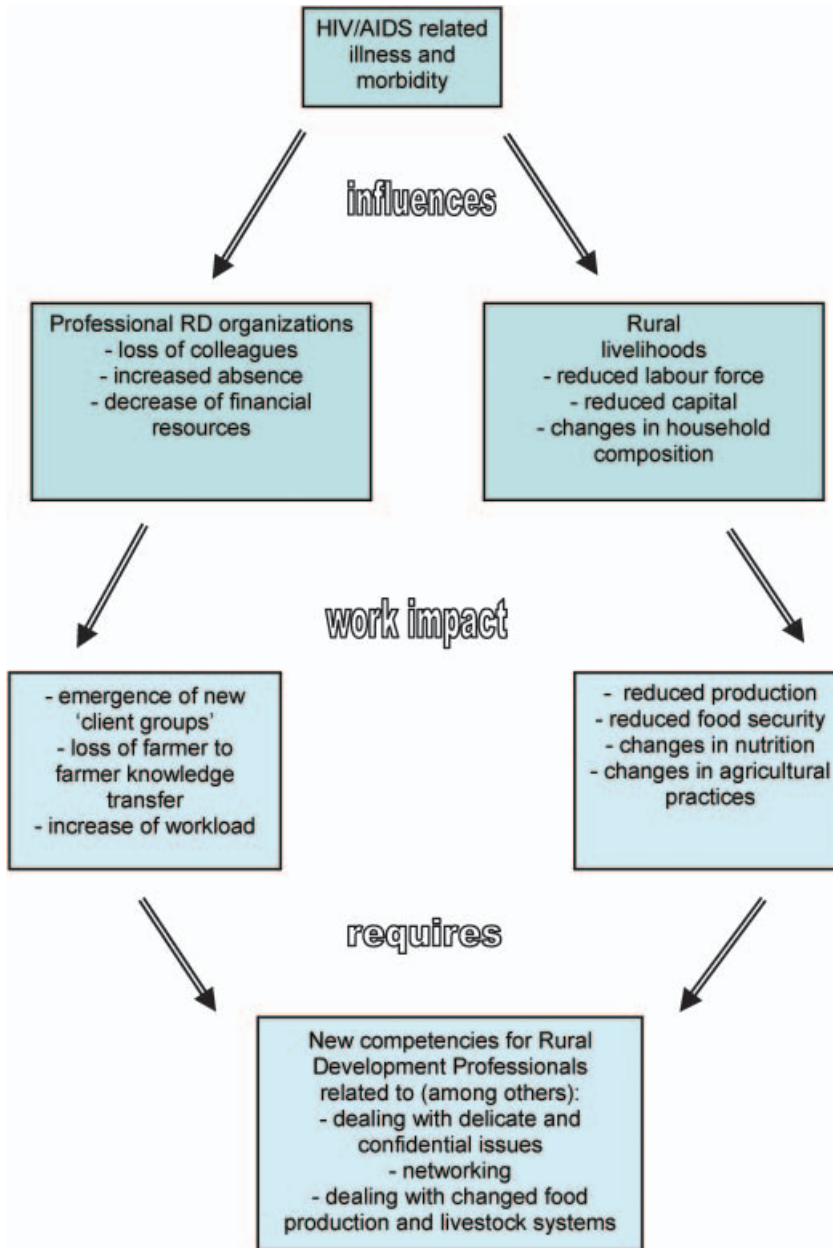 HIV/AIDS related
illness and
morbidity
influences
Professional RD organizations
- loss of colleagues
- increased absence
- decrease of financial
resources
Rural
livelihoods
- reduced labour force
- reduced capital
- changes in household
composition
work impact
- emergence of new
‘client groups’
- loss of farmer to
farmer knowledge
transfer
- increase of workload
- reduced production
- reduced food security
- changes in nutrition
- changes in agricultural
practices
requires
New competencies for Rural
Development Professionals
related to (among others):
- dealing with delicate and
confidential issues
- networking
- dealing with changed food
production and livestock systems